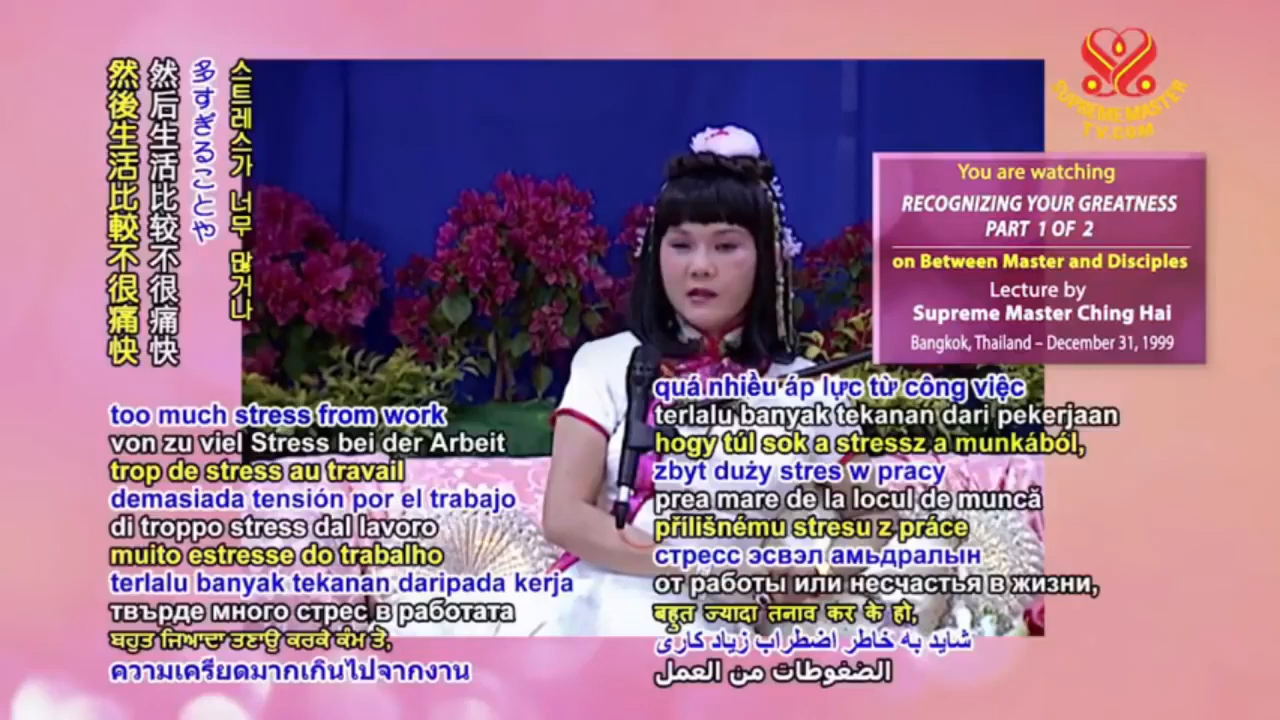 스트레스가 너무 많거나
多すぎることや
然后生活比较不很痛快
然後生活比較不很痛快
SUPREMEMASTER
TV.COM
You are watching
RECOGNIZING YOUR GREATNESS
PART 1 OF 2
on Between Master and Disciples
Lecture by
Supreme Master Ching Hai
Bangkok, Thailand – December 31, 1999
too much stress from work
von zu viel Stress bei der Arbeit
trop de stress au travail
demasiada tensión por el trabajo
di troppo stress dal lavoro
muito estresse do trabalho
terlalu banyak tekanan daripada kerja
твърде много стрес в работата
ਬਹੁਤ ਜਿਆਦਾ ਤਣਾਉ ਕਰਕੇ ਕੰਮ ਤੋ,
ความเครียดมากเกินไปจากงาน
quá nhiều áp lực từ công việc
terlalu banyak tekanan dari pekerjaan
hogy túl sok a stressz a munkából,
zbyt duży stres w pracy
prea mare de la locul de muncă
přílišnému stresu z práce
стресс эсвэл амьдралын
от работы или несчастья в жизни,
बहुत ज्यादा तनाव कर के हो,
شاید به خاطر اضطراب زیاد کاری
الضغوطات من العمل